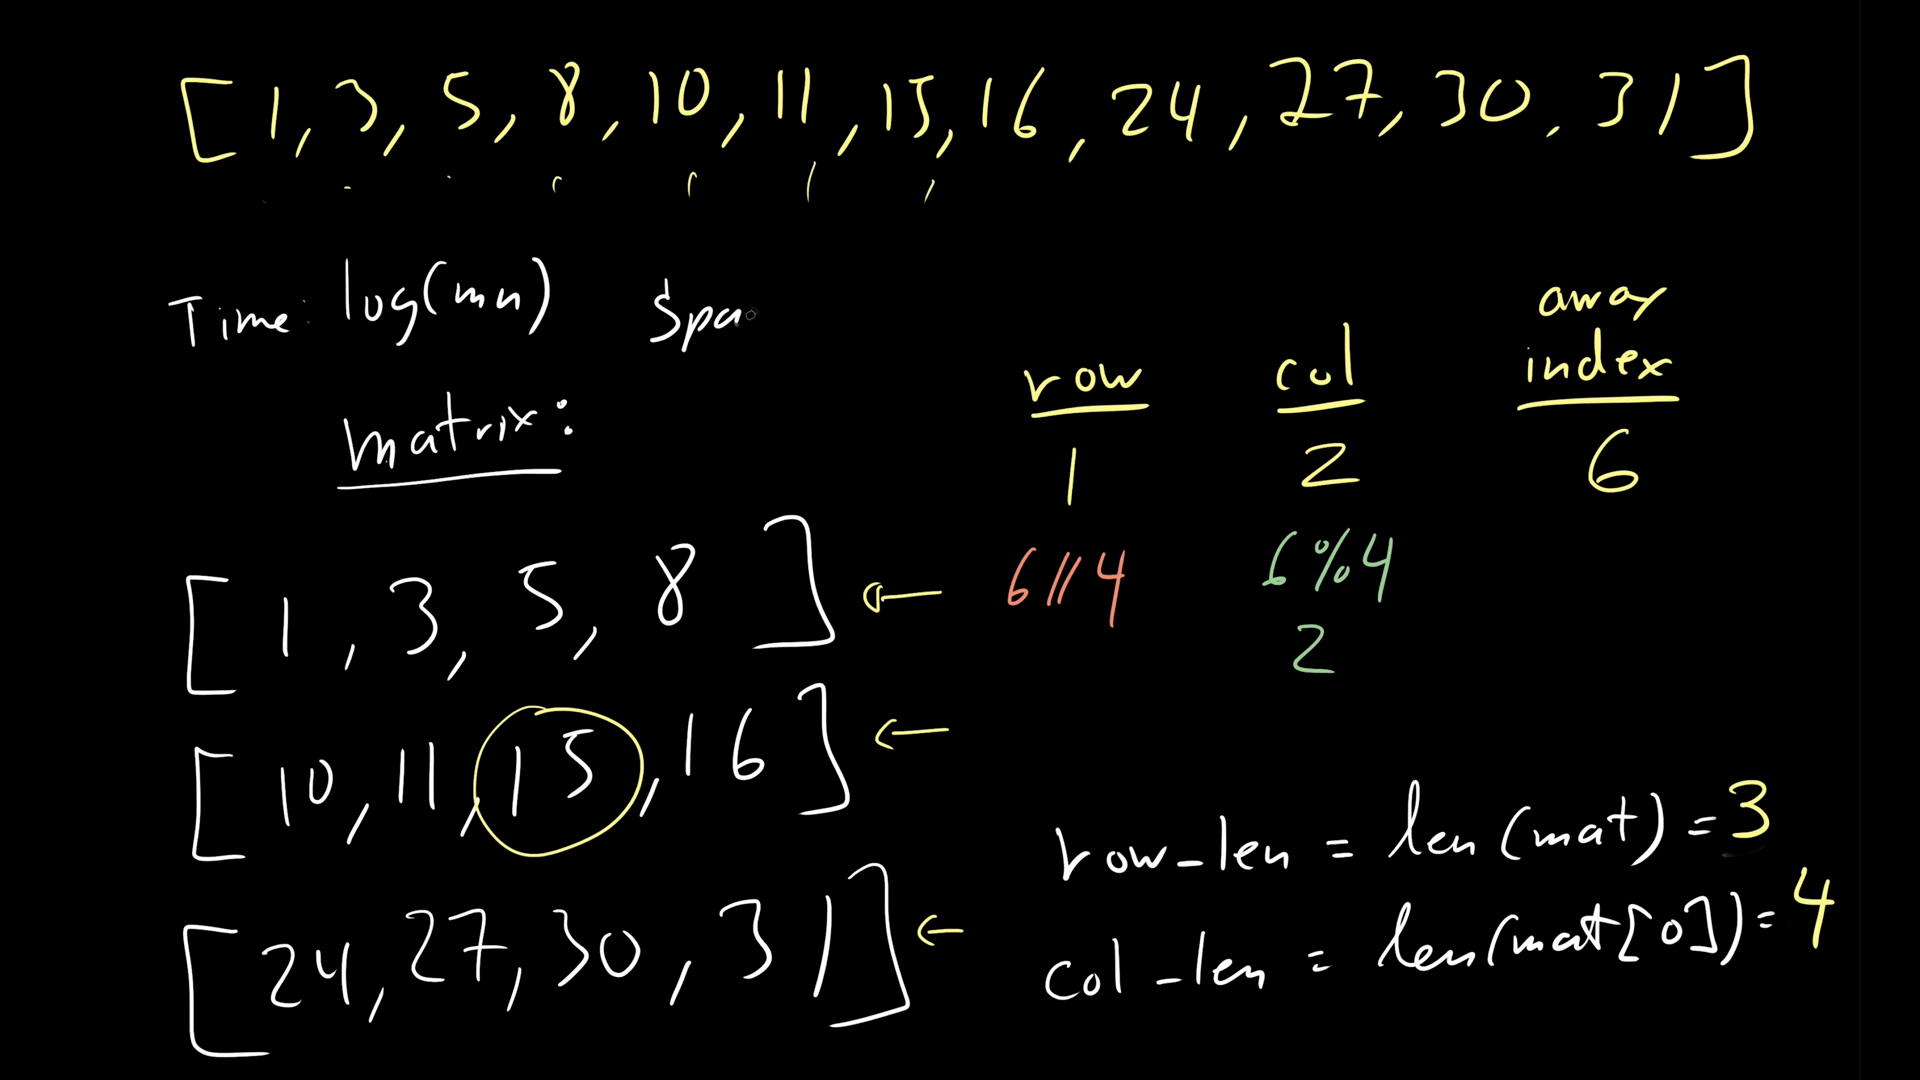 [1, 3, 5, 8, 10, 11, 15, 16, 24, 27, 30, 31]
Time: log(mn) Spa
matrix:
[1, 3, 5, 8]
[10, 11, 15, 16]
[24, 27, 30, 31]
row col array index
1 2 6
6//4 6%4
2
row_len = len(mat) = 3
col_len = len(mat[0]) = 4